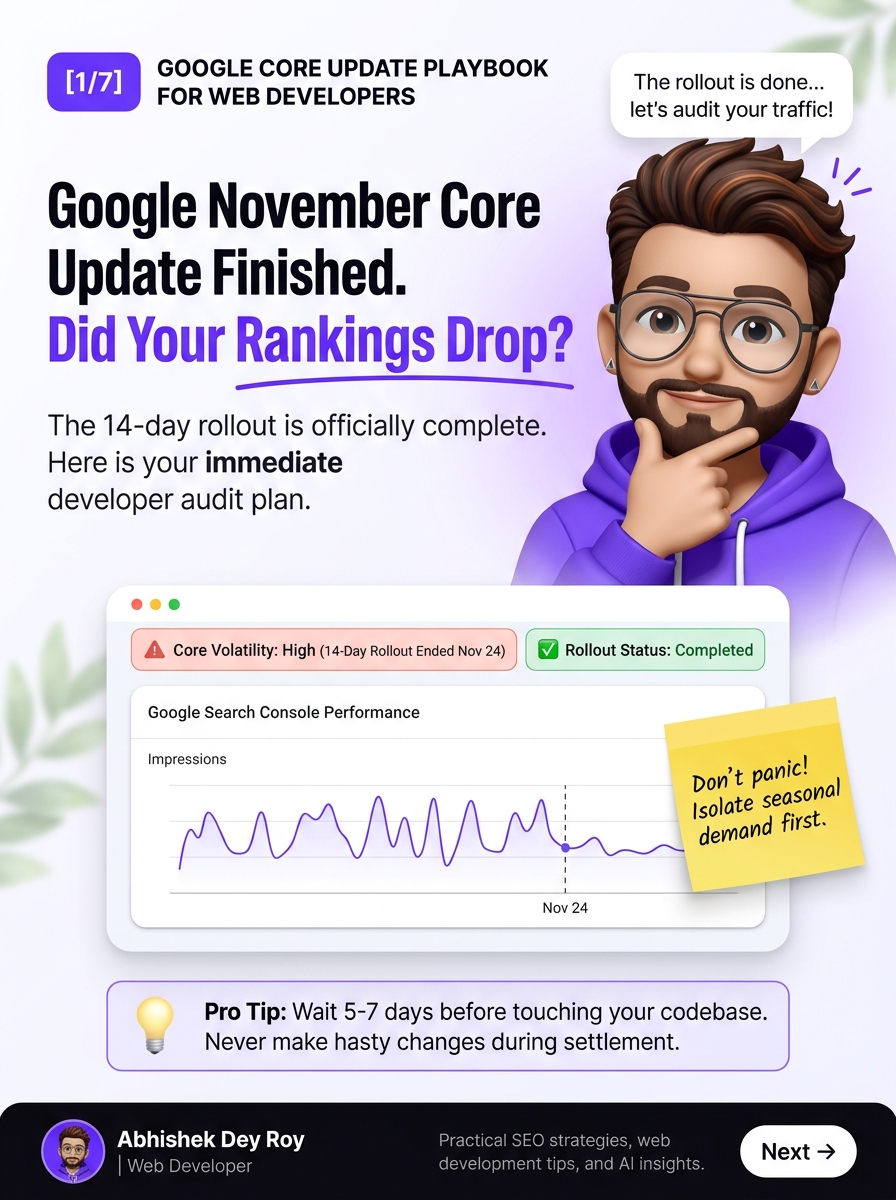 [1/7]
GOOGLE CORE UPDATE PLAYBOOK
FOR WEB DEVELOPERS
The rollout is done...
let's audit your traffic!
Google November Core
Update Finished.
Did Your Rankings Drop?
The 14-day rollout is officially complete.
Here is your immediate
developer audit plan.
Core Volatility: High (14-Day Rollout Ended Nov 24)
Rollout Status: Completed
Google Search Console Performance
Impressions
Nov 24
Don't panic!
Isolate seasonal
demand first.
Pro Tip: Wait 5-7 days before touching your codebase.
Never make hasty changes during settlement.
Abhishek Dey Roy
| Web Developer
Practical SEO strategies, web
development tips, and AI insights.
Next →